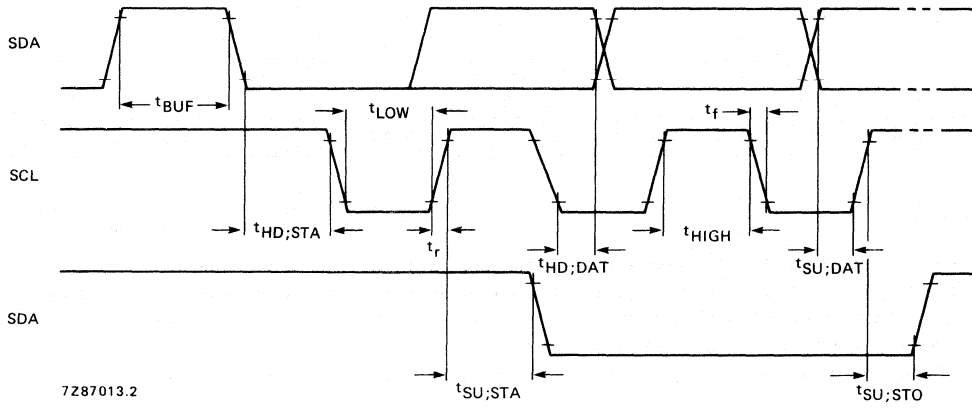 SDA
tBUF
tLOW
tf
SCL
tHD;STA
tr
tHD;DAT
tHIGH
tSU;DAT
SDA
7Z87013.2
tSU;STA
tSU;STO